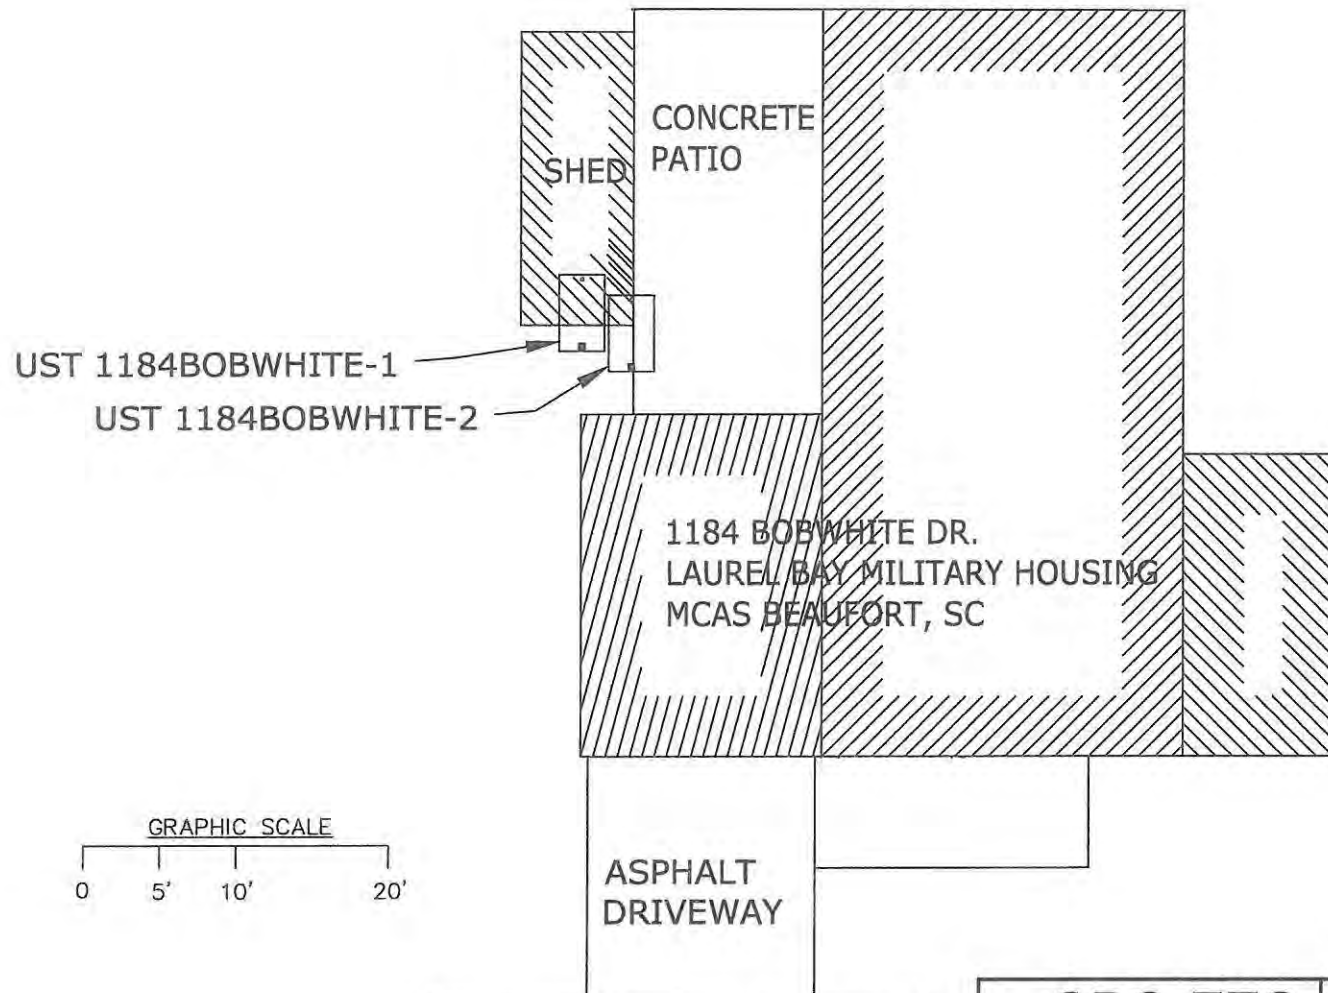 CONCRETE
PATIO
SHED
UST 1184BOBWHITE-1
UST 1184BOBWHITE-2
1184 BOBWHITE DR.
LAUREL BAY MILITARY HOUSING
MCAS BEAUFORT, SC
GRAPHIC SCALE
0 5' 10' 20'
ASPHALT
DRIVEWAY